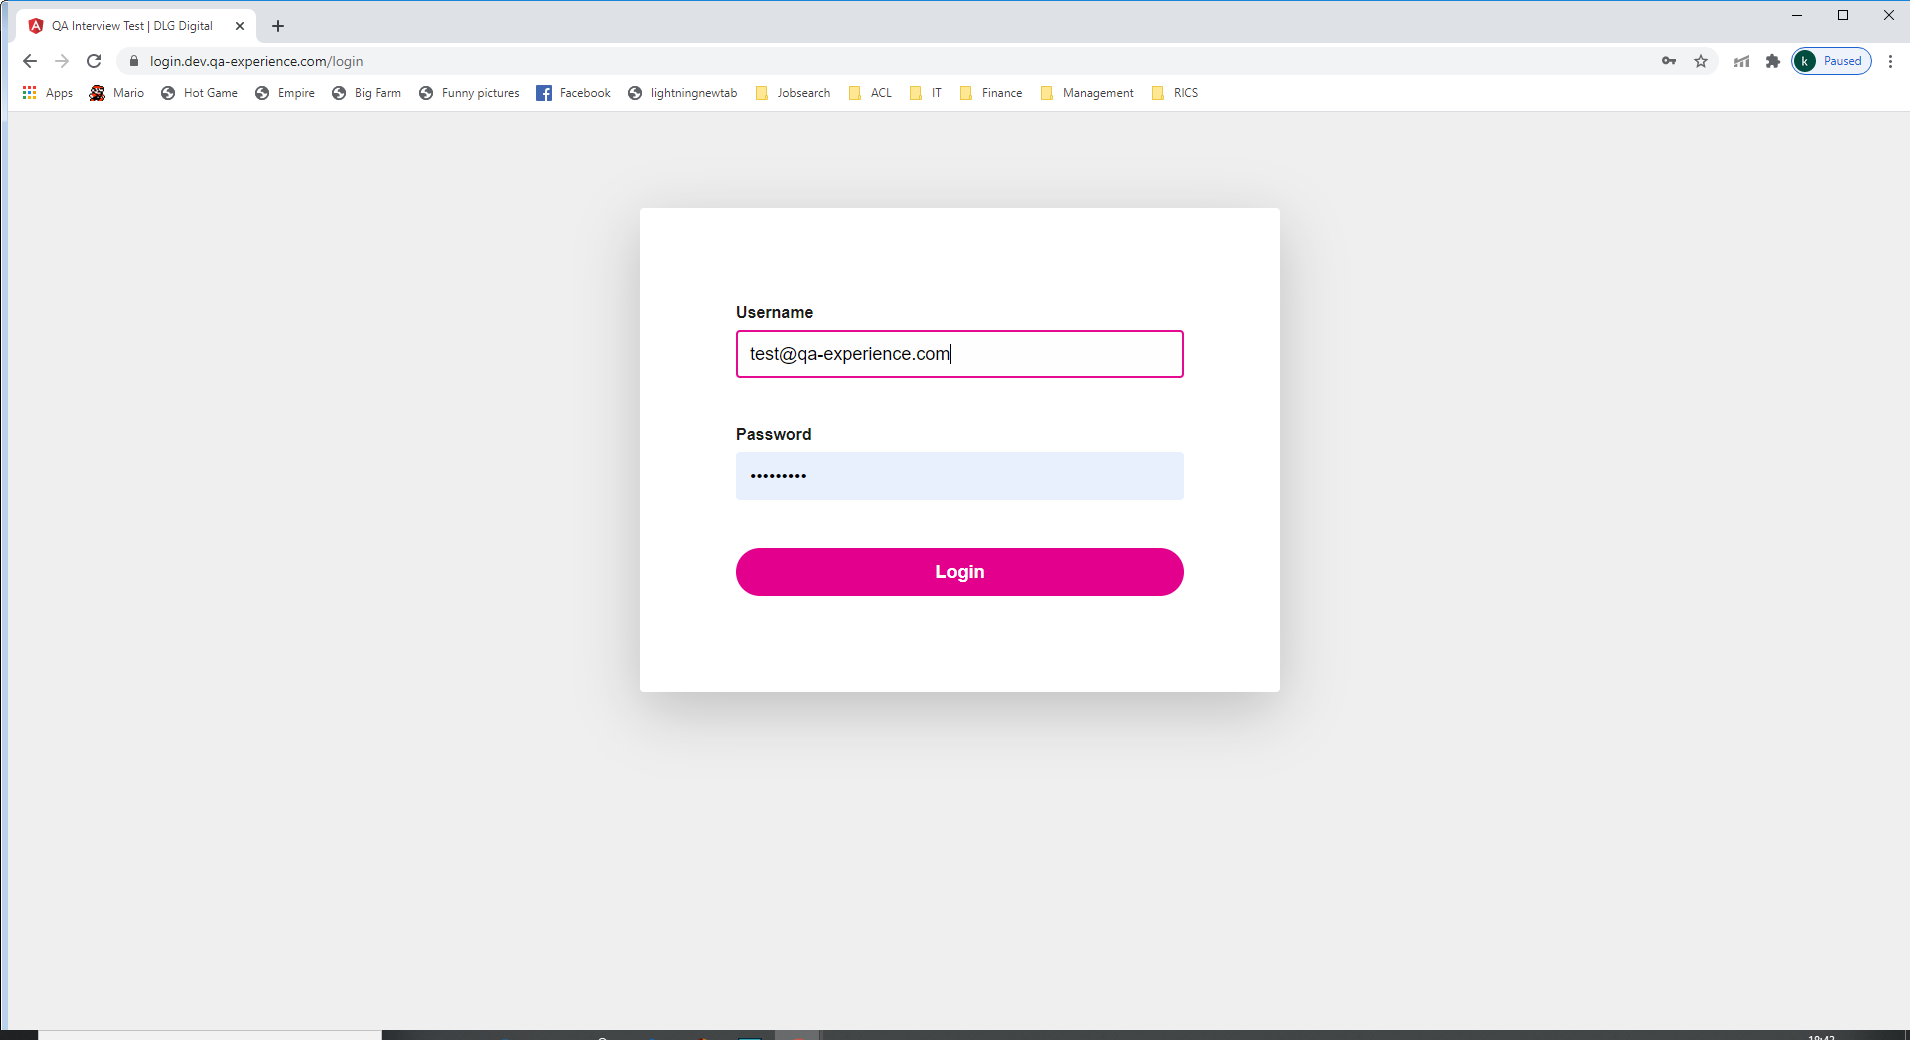 QA Interview Test | DLG Digital
login.dev.qa-experience.com/login
k Paused
Apps Mario Hot Game Empire Big Farm Funny pictures Facebook lightningnewtab Jobsearch ACL IT Finance Management RICS
Username
test@qa-experience.com
Password
•••••••••
Login